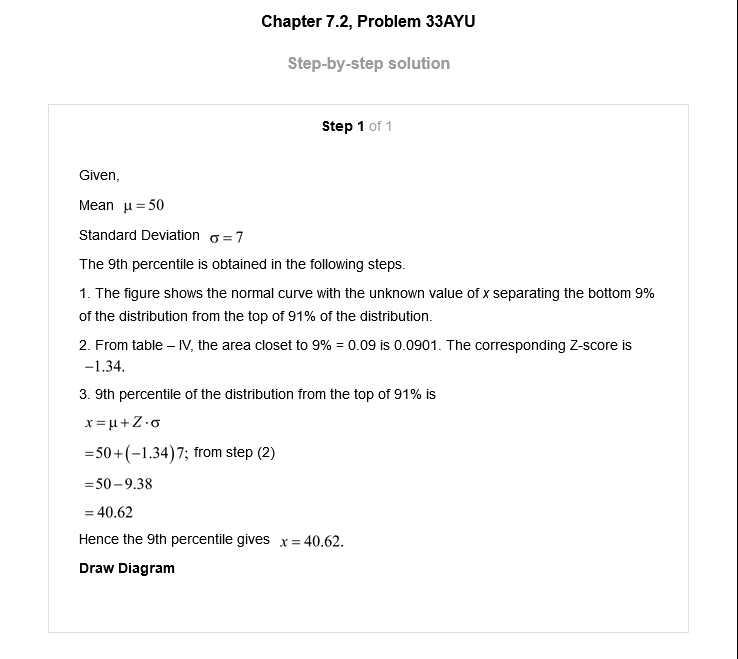 Chapter 7.2, Problem 33AYU
Step-by-step solution
Step 1 of 1
Given,
Mean μ = 50
Standard Deviation σ = 7
The 9th percentile is obtained in the following steps.
1. The figure shows the normal curve with the unknown value of x separating the bottom 9%
of the distribution from the top of 91% of the distribution.
2. From table – IV, the area closet to 9% = 0.09 is 0.0901. The corresponding Z-score is
−1.34.
3. 9th percentile of the distribution from the top of 91% is
x = μ + Z · σ
= 50 + (−1.34) 7; from step (2)
= 50 − 9.38
= 40.62
Hence the 9th percentile gives x = 40.62.
Draw Diagram